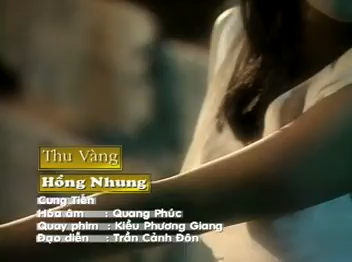 Thu Vàng
Hồng Nhung
Cung Tiến
Hòa âm : Quang Phúc
Quay phim : Kiều Phương Giang
Đạo diễn : Trần Cảnh Đôn